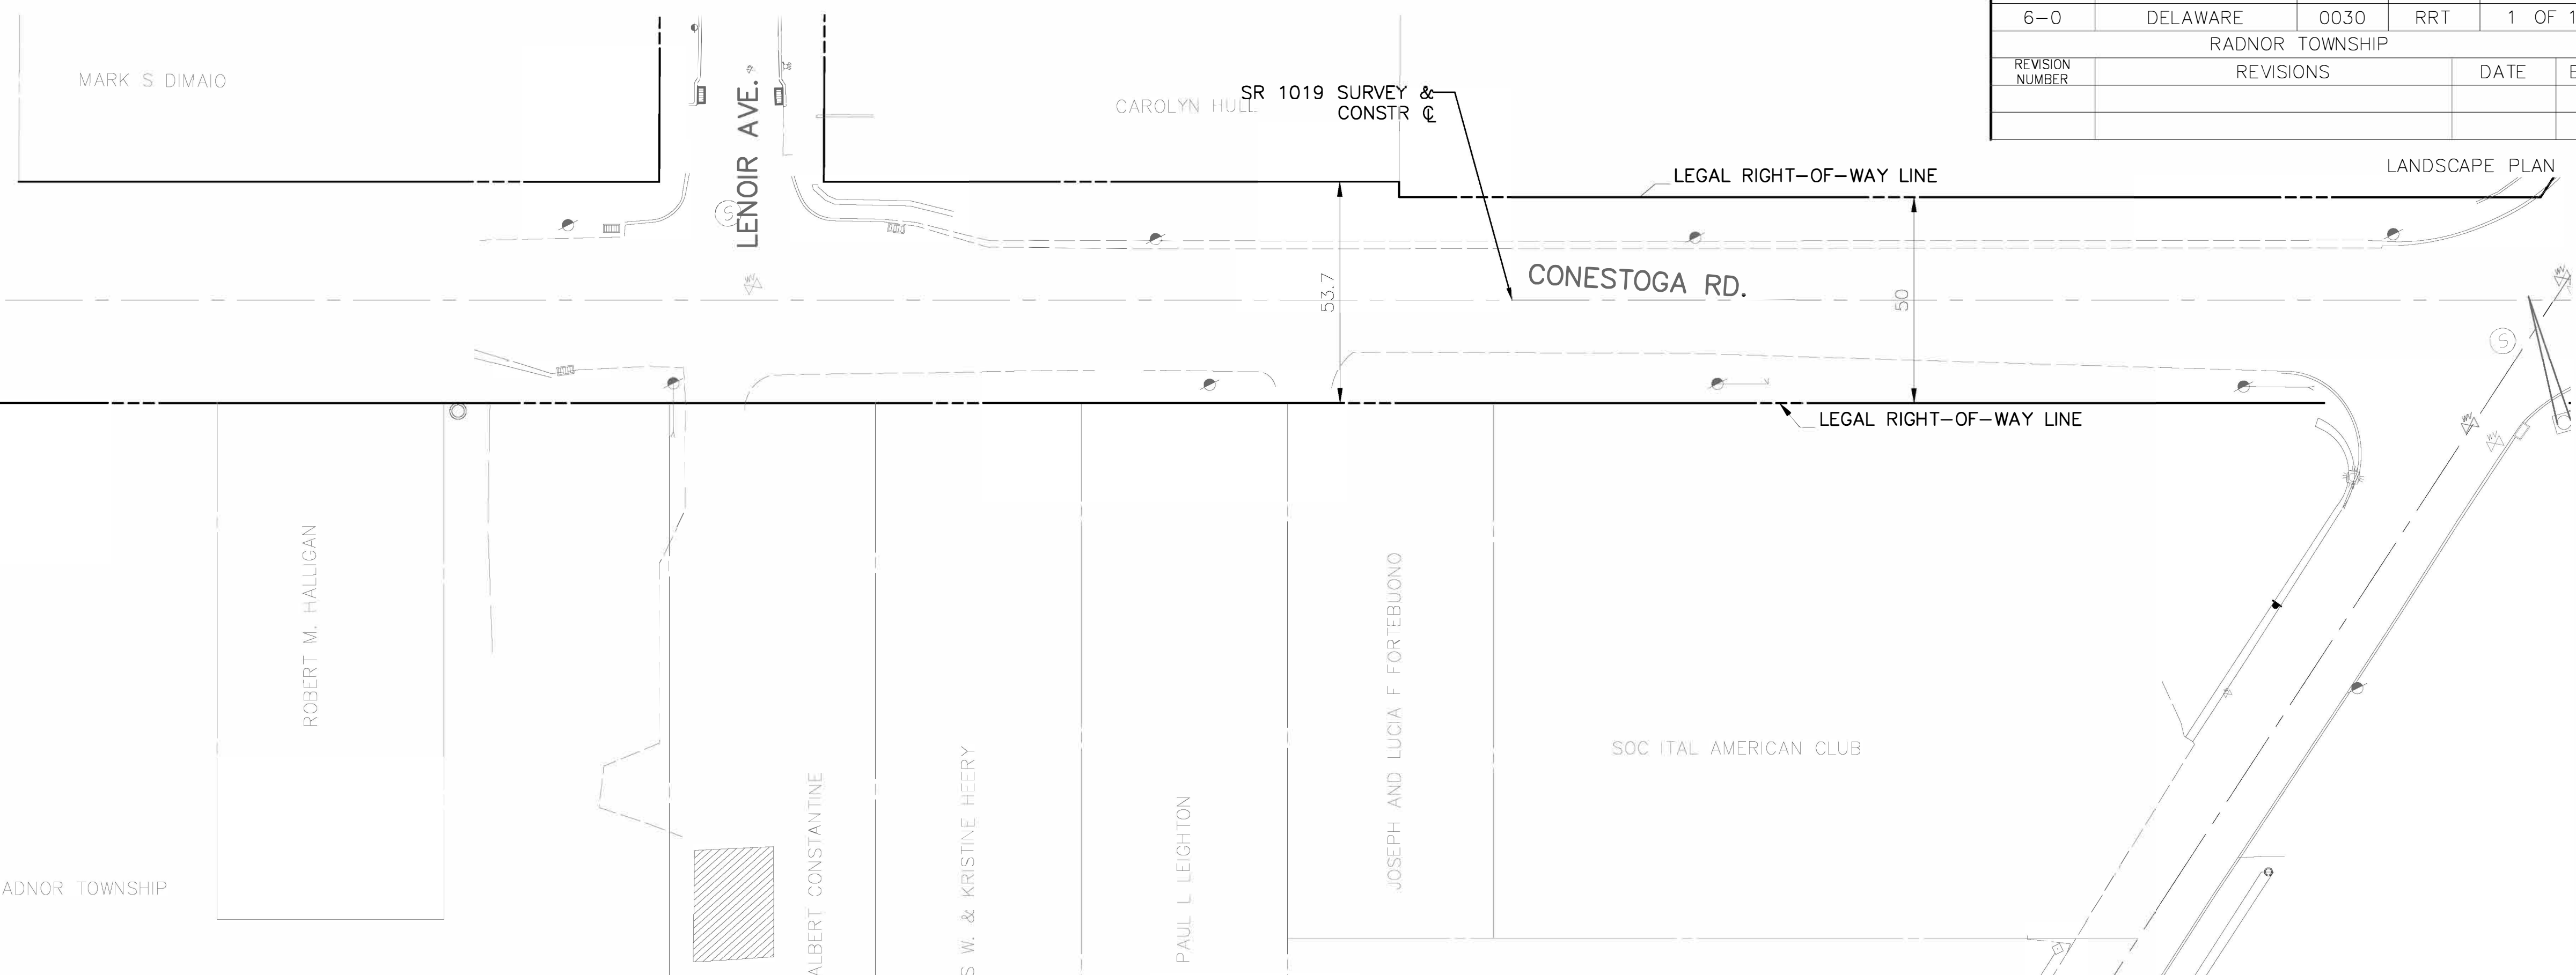 6-0 DELAWARE 0030 RRT 1 OF 1
RADNOR TOWNSHIP
REVISION NUMBER REVISIONS DATE
MARK S DIMAIO
LENOIR AVE.
CAROLYN HULL
SR 1019 SURVEY &
CONSTR ℄
LANDSCAPE PLAN
LEGAL RIGHT-OF-WAY LINE
S
CONESTOGA RD.
53.7
50
S
LEGAL RIGHT-OF-WAY LINE
ROBERT M. HALLIGAN
ALBERT CONSTANTINE
S W. & KRISTINE HEERY
PAUL L LEIGHTON
JOSEPH AND LUCIA F FORTEBUONO
SOC ITAL AMERICAN CLUB
ADNOR TOWNSHIP